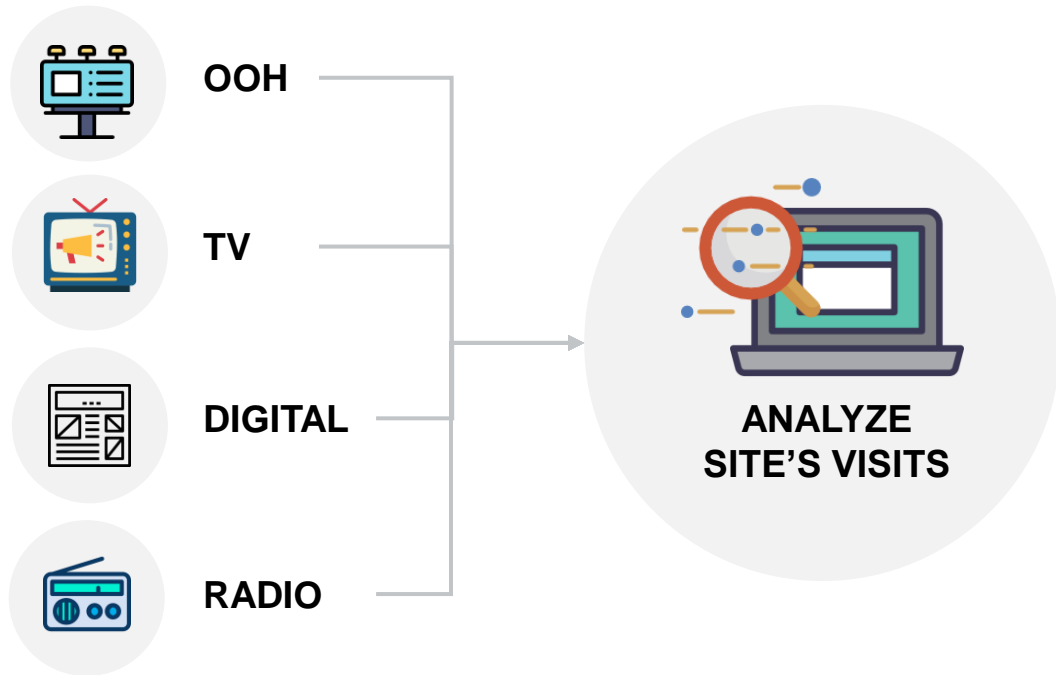 OOH
TV
DIGITAL
RADIO
ANALYZE
SITE’S VISITS